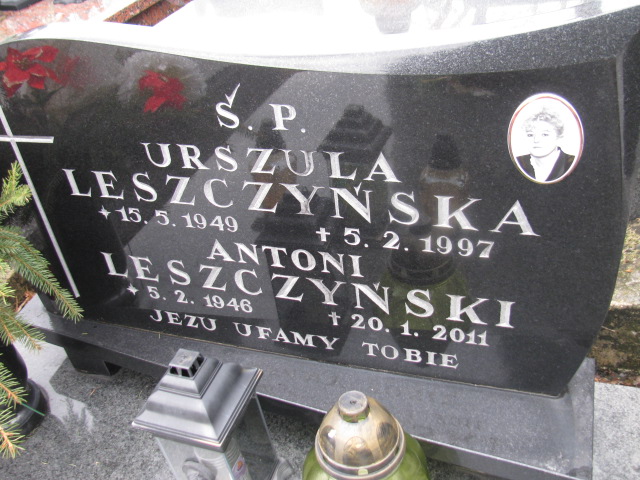 Ś. P.
URSZULA
LESZCZYŃSKA
* 15. 5. 1949 † 5. 2. 1997
ANTONI
LESZCZYŃSKI
* 5. 2. 1946 † 20. 1. 2011
JEZU UFAMY TOBIE